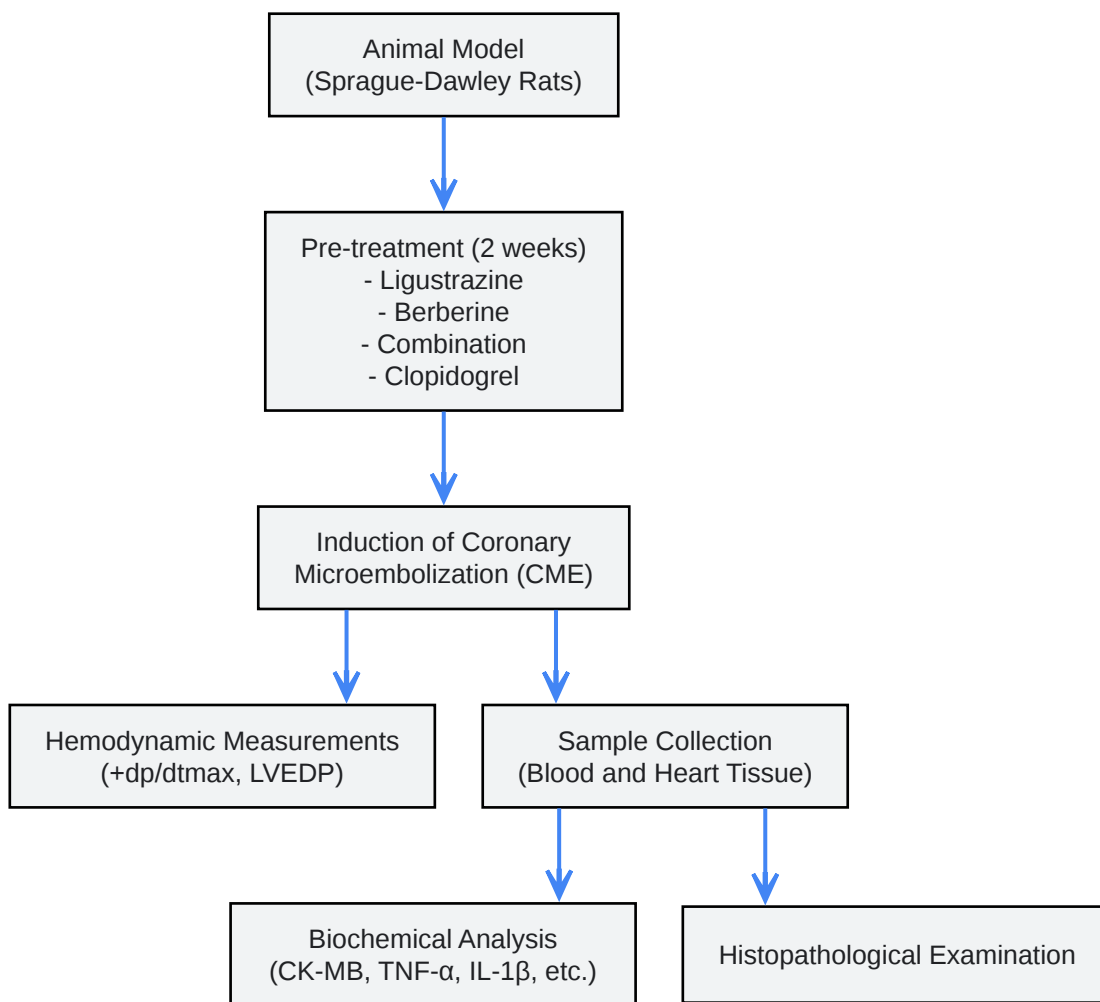 Animal Model
(Sprague-Dawley Rats)
Pre-treatment (2 weeks)
- Ligustrazine
- Berberine
- Combination
- Clopidogrel
Induction of Coronary
Microembolization (CME)
Hemodynamic Measurements
(+dp/dtmax, LVEDP)
Sample Collection
(Blood and Heart Tissue)
Biochemical Analysis
(CK-MB, TNF-α, IL-1β, etc.)
Histopathological Examination